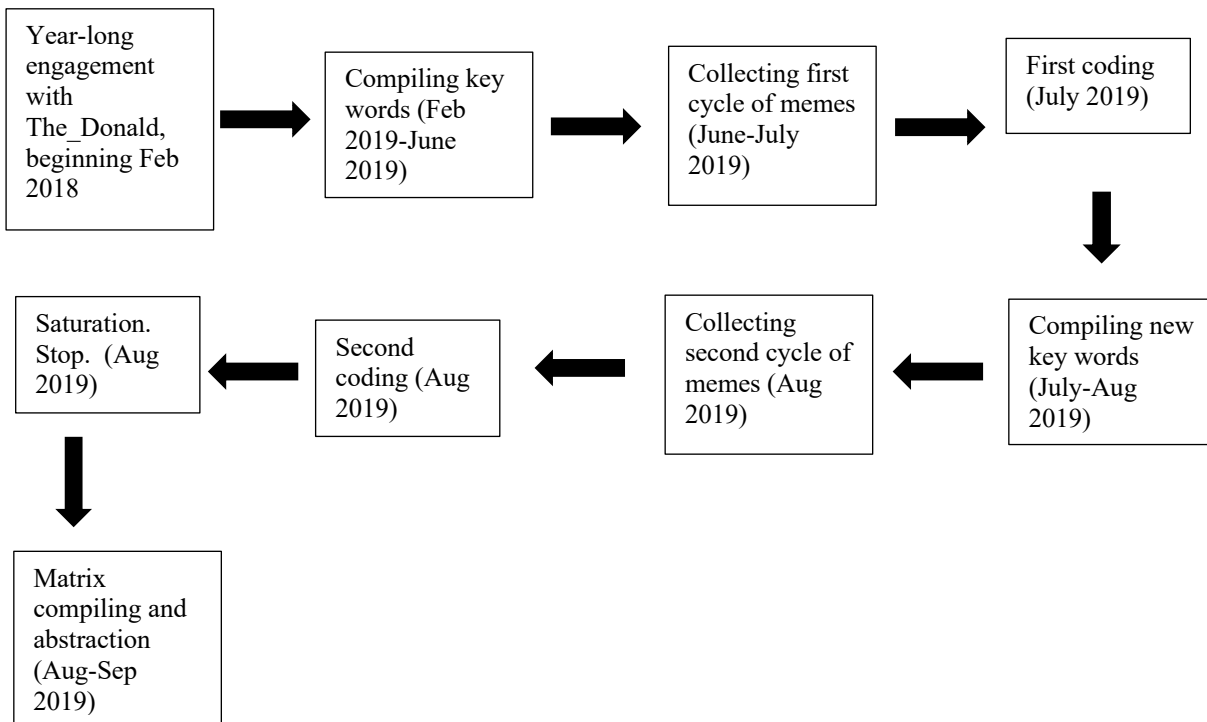 Year-long
engagement
with
The_Donald,
beginning Feb
2018
Compiling key
words (Feb
2019-June
2019)
Collecting first
cycle of memes
(June-July
2019)
First coding
(July 2019)
Compiling new
key words
(July-Aug
2019)
Collecting
second cycle of
memes (Aug
2019)
Second
coding (Aug
2019)
Saturation.
Stop. (Aug
2019)
Matrix
compiling and
abstraction
(Aug-Sep
2019)